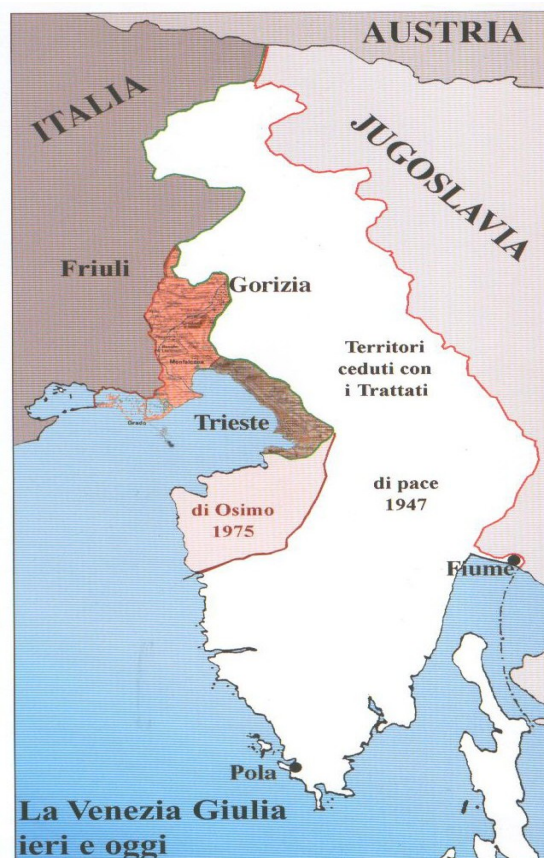 AUSTRIA
ITALIA
JUGOSLAVIA
Friuli
Gorizia
Territori
ceduti con
i Trattati
Grado
Trieste
di Osimo
1975
di pace
1947
Fiume
Pola
La Venezia Giulia
ieri e oggi